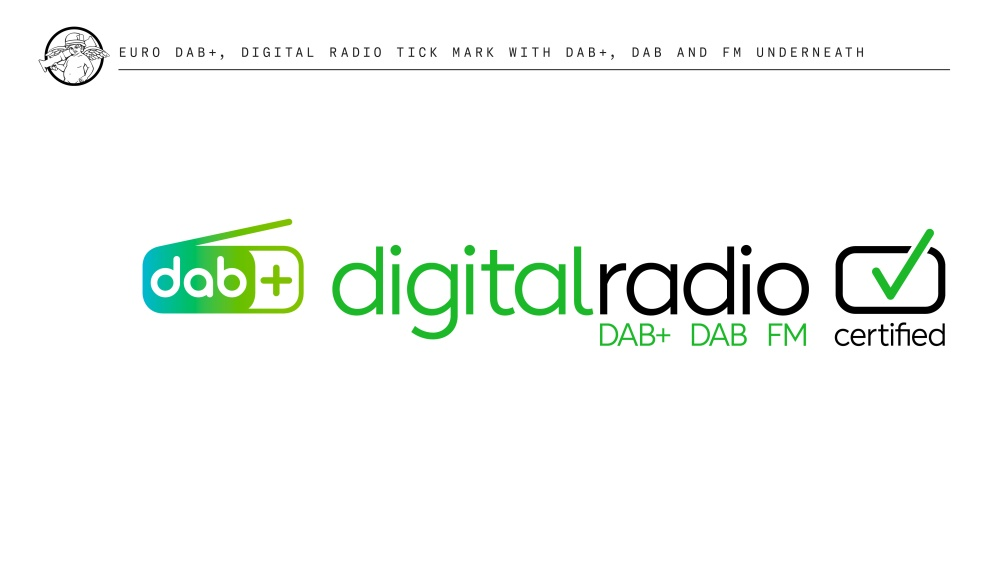 EURO DAB+, DIGITAL RADIO TICK MARK WITH DAB+, DAB AND FM UNDERNEATH
dab+ digitalradio
DAB+ DAB FM certified